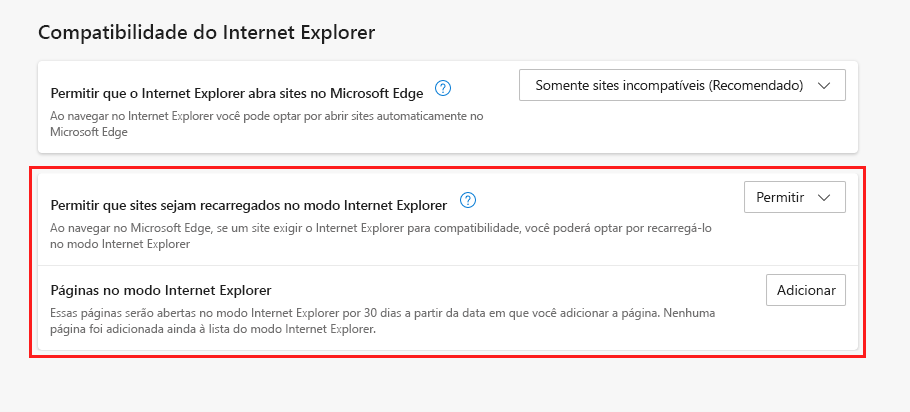 Compatibilidade do Internet Explorer
Permitir que o Internet Explorer abra sites no Microsoft Edge
Somente sites incompatíveis (Recomendado)
Ao navegar no Internet Explorer você pode optar por abrir sites automaticamente no
Microsoft Edge
Permitir que sites sejam recarregados no modo Internet Explorer
Permitir
Ao navegar no Microsoft Edge, se um site exigir o Internet Explorer para compatibilidade, você poderá optar por recarregá-lo
no modo Internet Explorer
Páginas no modo Internet Explorer
Adicionar
Essas páginas serão abertas no modo Internet Explorer por 30 dias a partir da data em que você adicionar a página. Nenhuma
página foi adicionada ainda à lista do modo Internet Explorer.